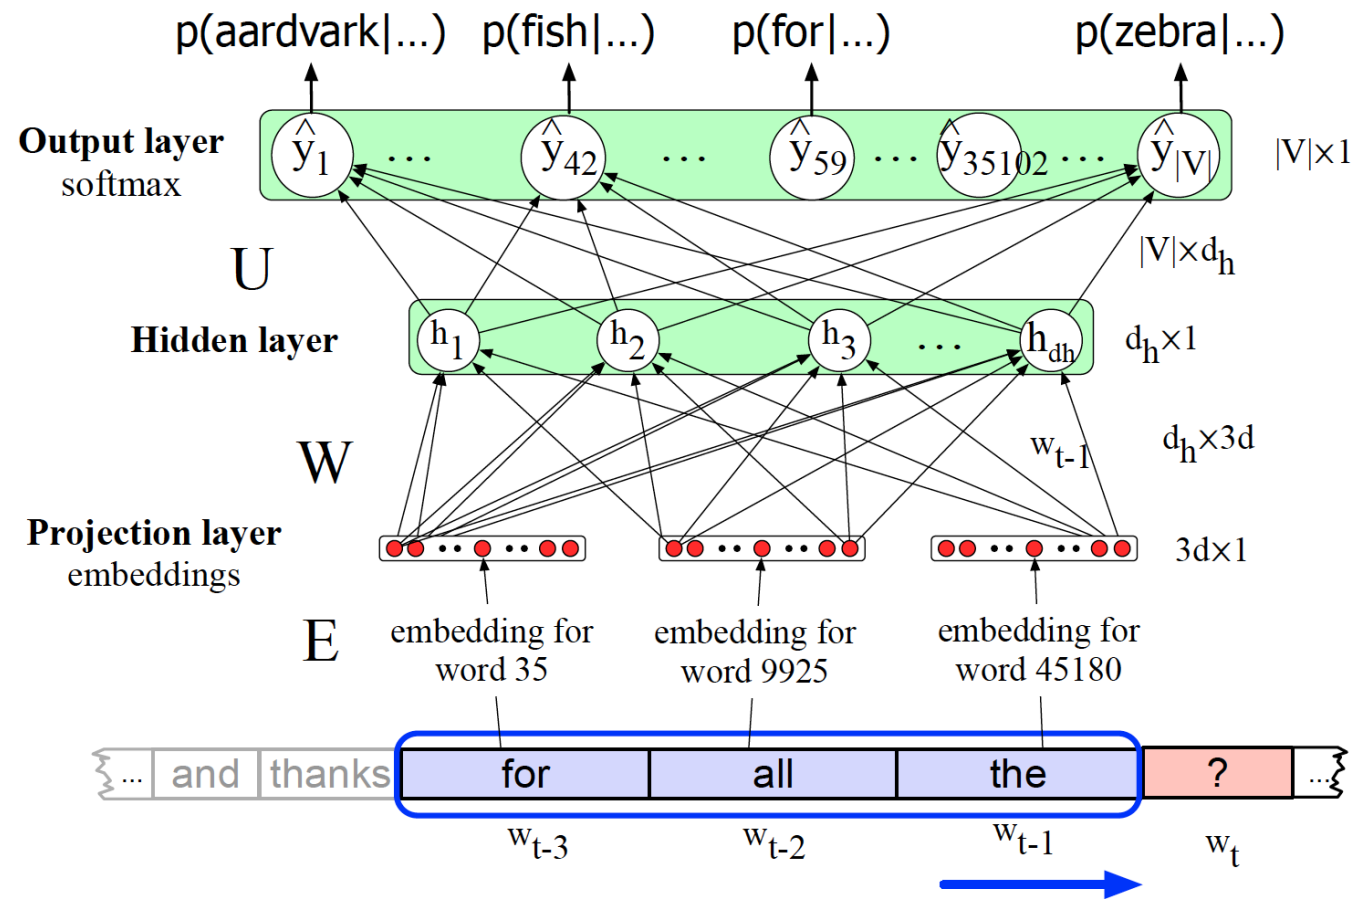 p(aardvark|...) p(fish|...) p(for|...) p(zebra|...)
Output layer
softmax
ŷ1 ... ŷ42 ... ŷ59 ... ŷ35102 ... ŷ|V|
|V|×1
U
|V|×dh
Hidden layer
h1 h2 h3 ... hdh
dh×1
W
wt-1
dh×3d
Projection layer
embeddings
.. .. .. .. .. ..
3d×1
E
embedding for
word 35
embedding for
word 9925
embedding for
word 45180
... and thanks for all the ? ...
wt-3 wt-2 wt-1 wt